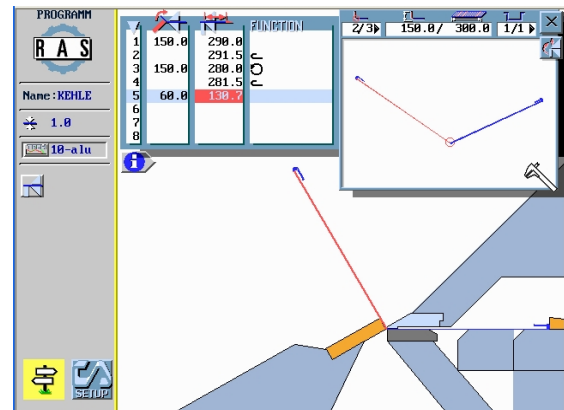 PROGRAMM
RAS
Name:KEHLE
1.0
10-alu
SETUP
FUNCTION
1 150.0 290.0
2 291.5
3 150.0 280.0
4 281.5
5 60.0 130.7
6
7
8
2/3 150.0/ 300.0 1/1
i